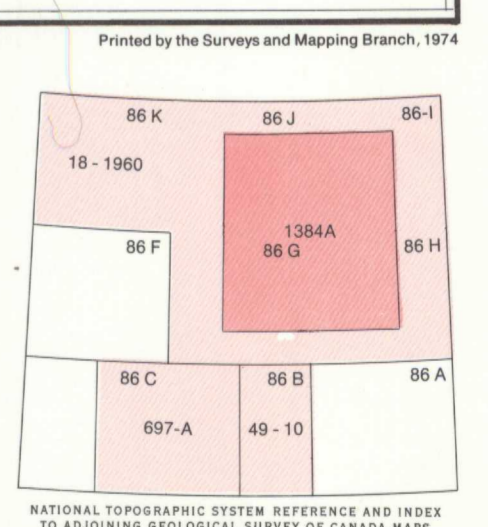 Printed by the Surveys and Mapping Branch, 1974
86 K
86 J
86-I
18 - 1960
1384A
86 F
86 G
86 H
86 C
86 B
86 A
697-A
49 - 10
NATIONAL TOPOGRAPHIC SYSTEM REFERENCE AND INDEX
TO ADJOINING GEOLOGICAL SURVEY OF CANADA MAPS